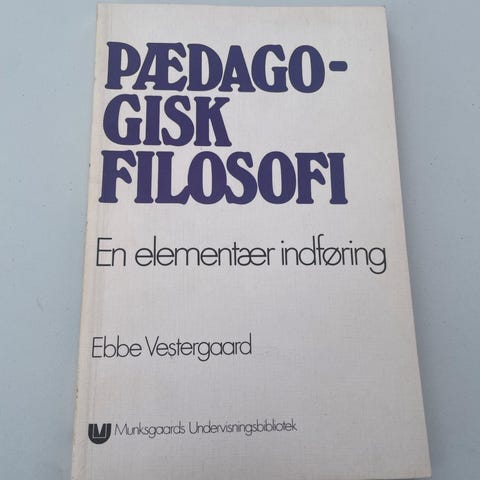 PÆDAGO-
GISK
FILOSOFI
En elementær indføring
Ebbe Vestergaard
Munksgaards Undervisningsbibliotek